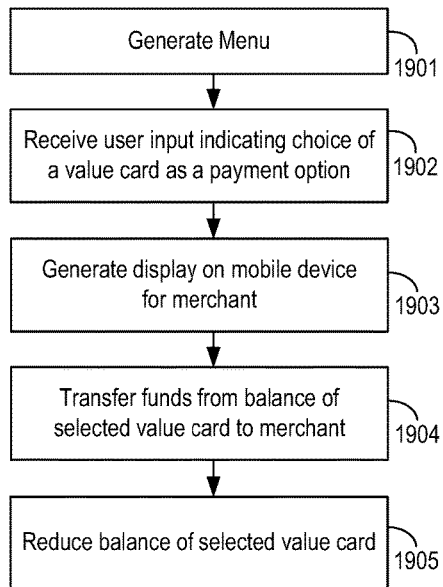 Generate Menu
1901
Receive user input indicating choice of
a value card as a payment option
1902
Generate display on mobile device
for merchant
1903
Transfer funds from balance of
selected value card to merchant
1904
Reduce balance of selected value card
1905